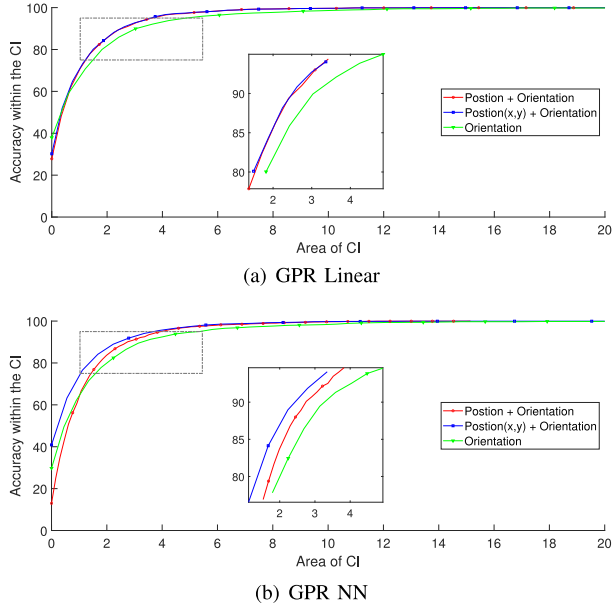 Accuracy within the CI
100
80
60
40
20
0
0 2 4 6 8 10 12 14 16 18 20
Area of CI
90
85
80
2 3 4
Postion + Orientation
Postion(x,y) + Orientation
Orientation
(a) GPR Linear
Accuracy within the CI
100
80
60
40
20
0
0 2 4 6 8 10 12 14 16 18 20
Area of CI
90
85
80
2 3 4
Postion + Orientation
Postion(x,y) + Orientation
Orientation
(b) GPR NN